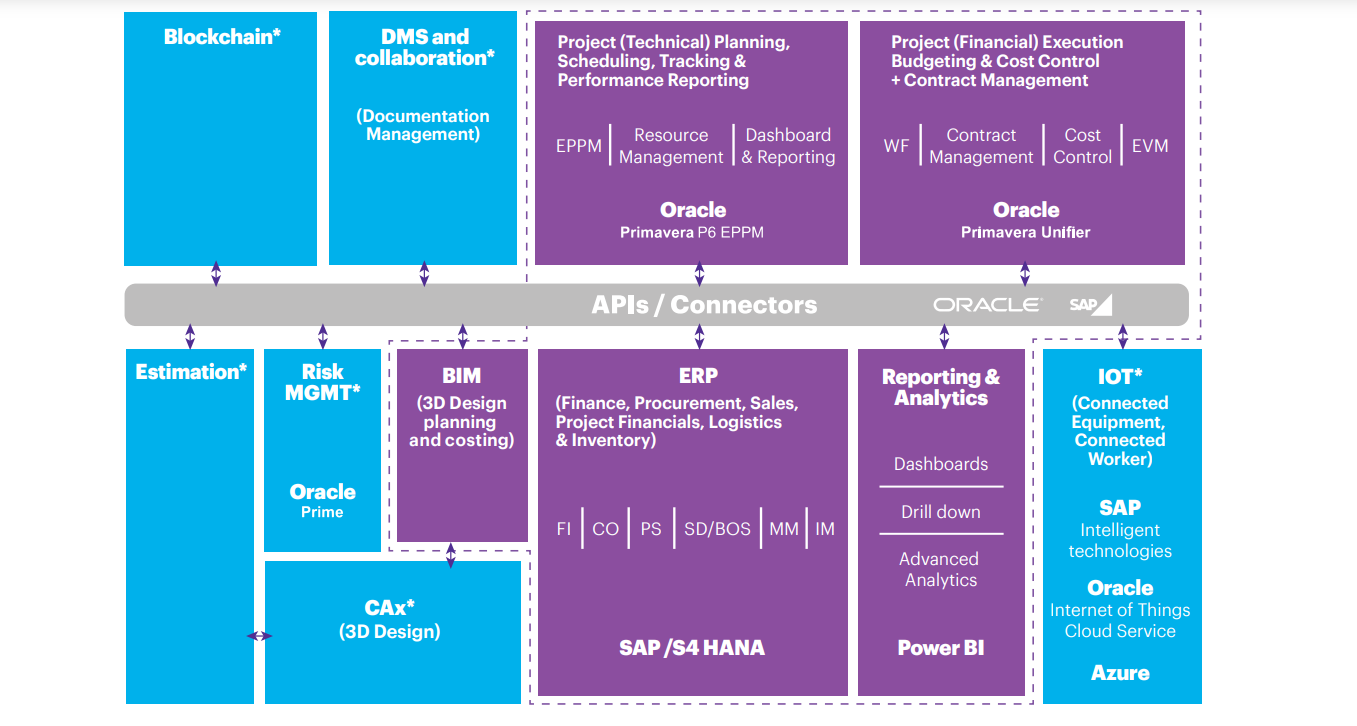 Blockchain*
DMS and
collaboration*
(Documentation
Management)
Project (Technical) Planning,
Scheduling, Tracking &
Performance Reporting
EPPM
Resource
Management
Dashboard
& Reporting
Oracle
Primavera P6 EPPM
Project (Financial) Execution
Budgeting & Cost Control
+ Contract Management
WF
Contract
Management
Cost
Control
EVM
Oracle
Primavera Unifier
APIs / Connectors
ORACLE
SAP
Estimation*
Risk
MGMT*
Oracle
Prime
BIM
(3D Design
planning
and costing)
CAx*
(3D Design)
ERP
(Finance, Procurement, Sales,
Project Financials, Logistics
& Inventory)
FI
CO
PS
SD/BOS
MM
IM
SAP /S4 HANA
Reporting &
Analytics
Dashboards
Drill down
Advanced
Analytics
Power BI
IOT*
(Connected
Equipment,
Connected
Worker)
SAP
Intelligent
technologies
Oracle
Internet of Things
Cloud Service
Azure